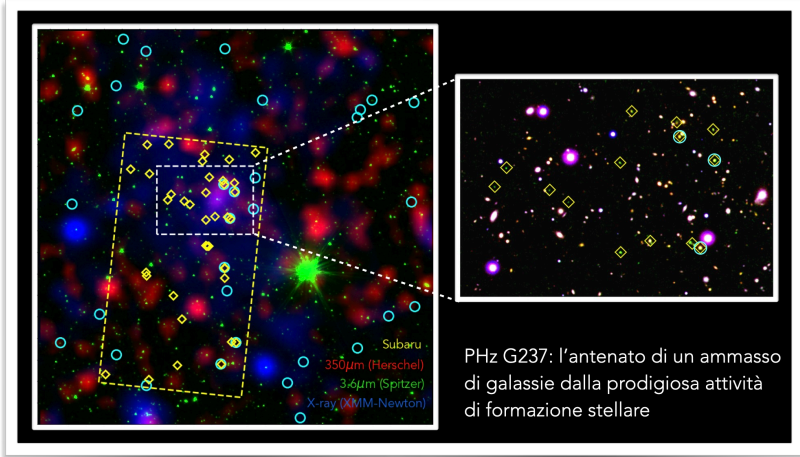 Subaru
350µm (Herschel)
3.6µm (Spitzer)
X-ray (XMM-Newton)
PHz G237: l’antenato di un ammasso
di galassie dalla prodigiosa attività
di formazione stellare